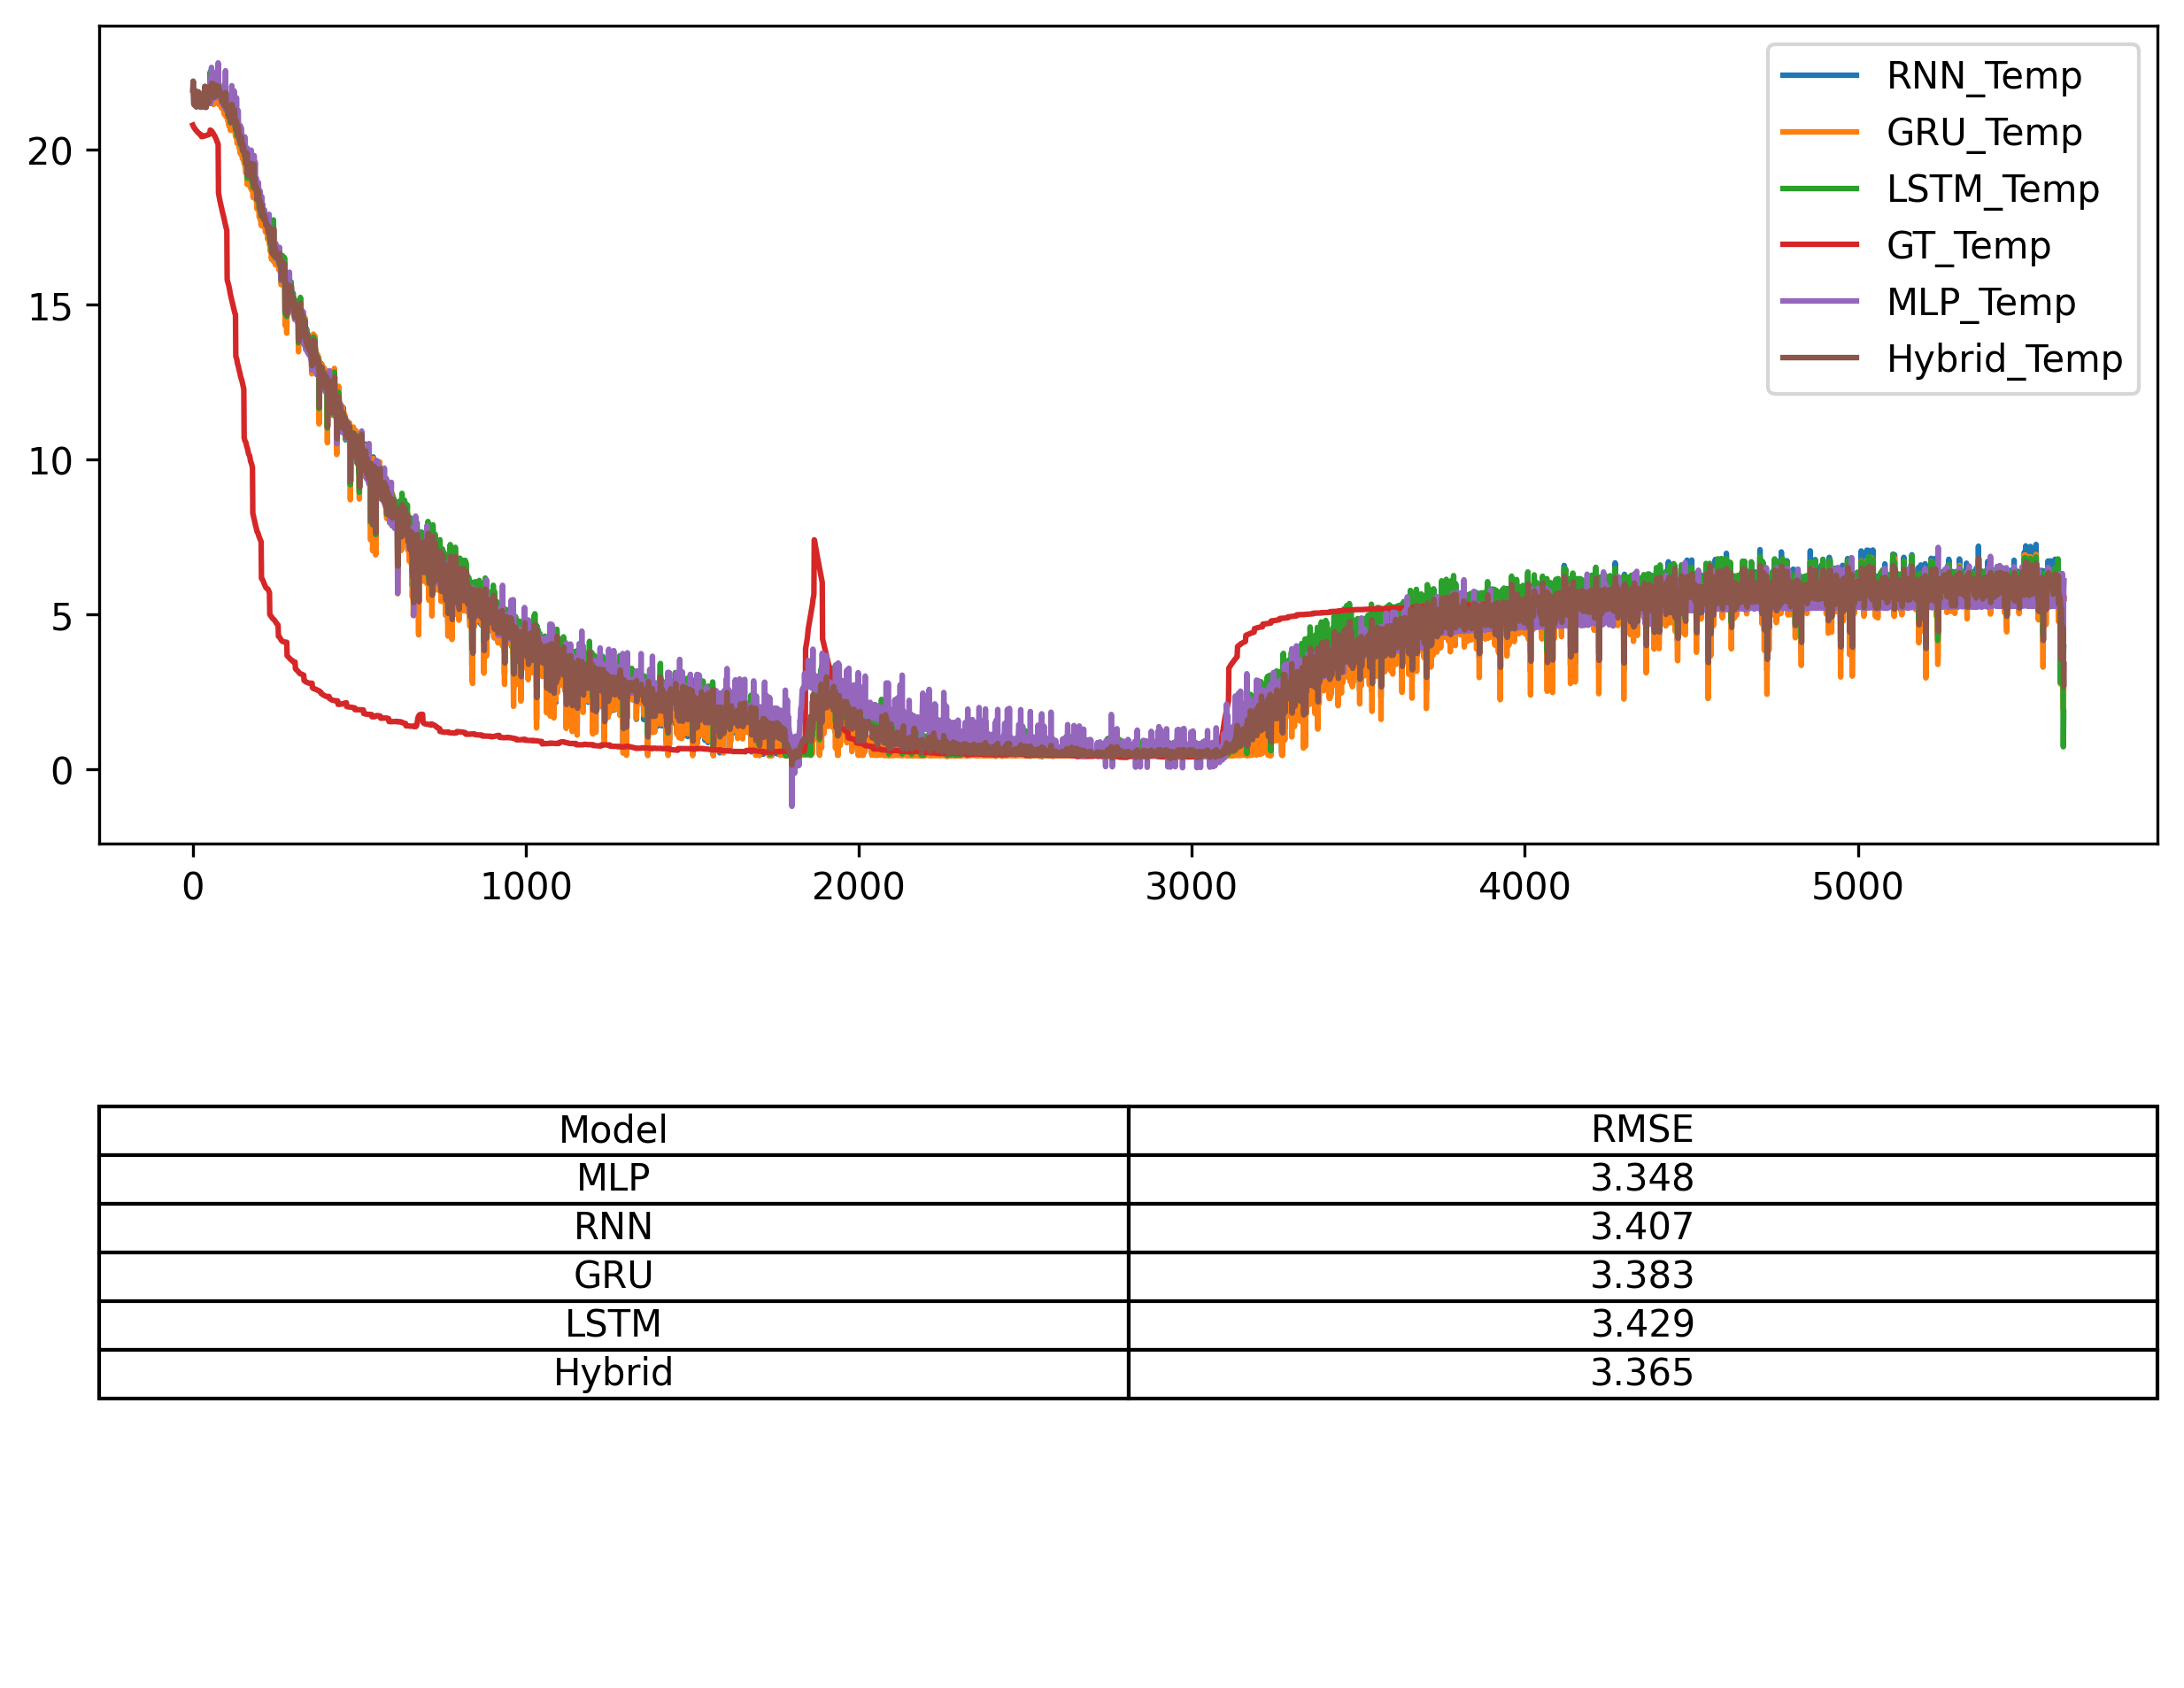 RNN_Temp
GRU_Temp
LSTM_Temp
GT_Temp
MLP_Temp
Hybrid_Temp
20
15
10
5
0
0 1000 2000 3000 4000 5000
Model RMSE
MLP 3.348
RNN 3.407
GRU 3.383
LSTM 3.429
Hybrid 3.365